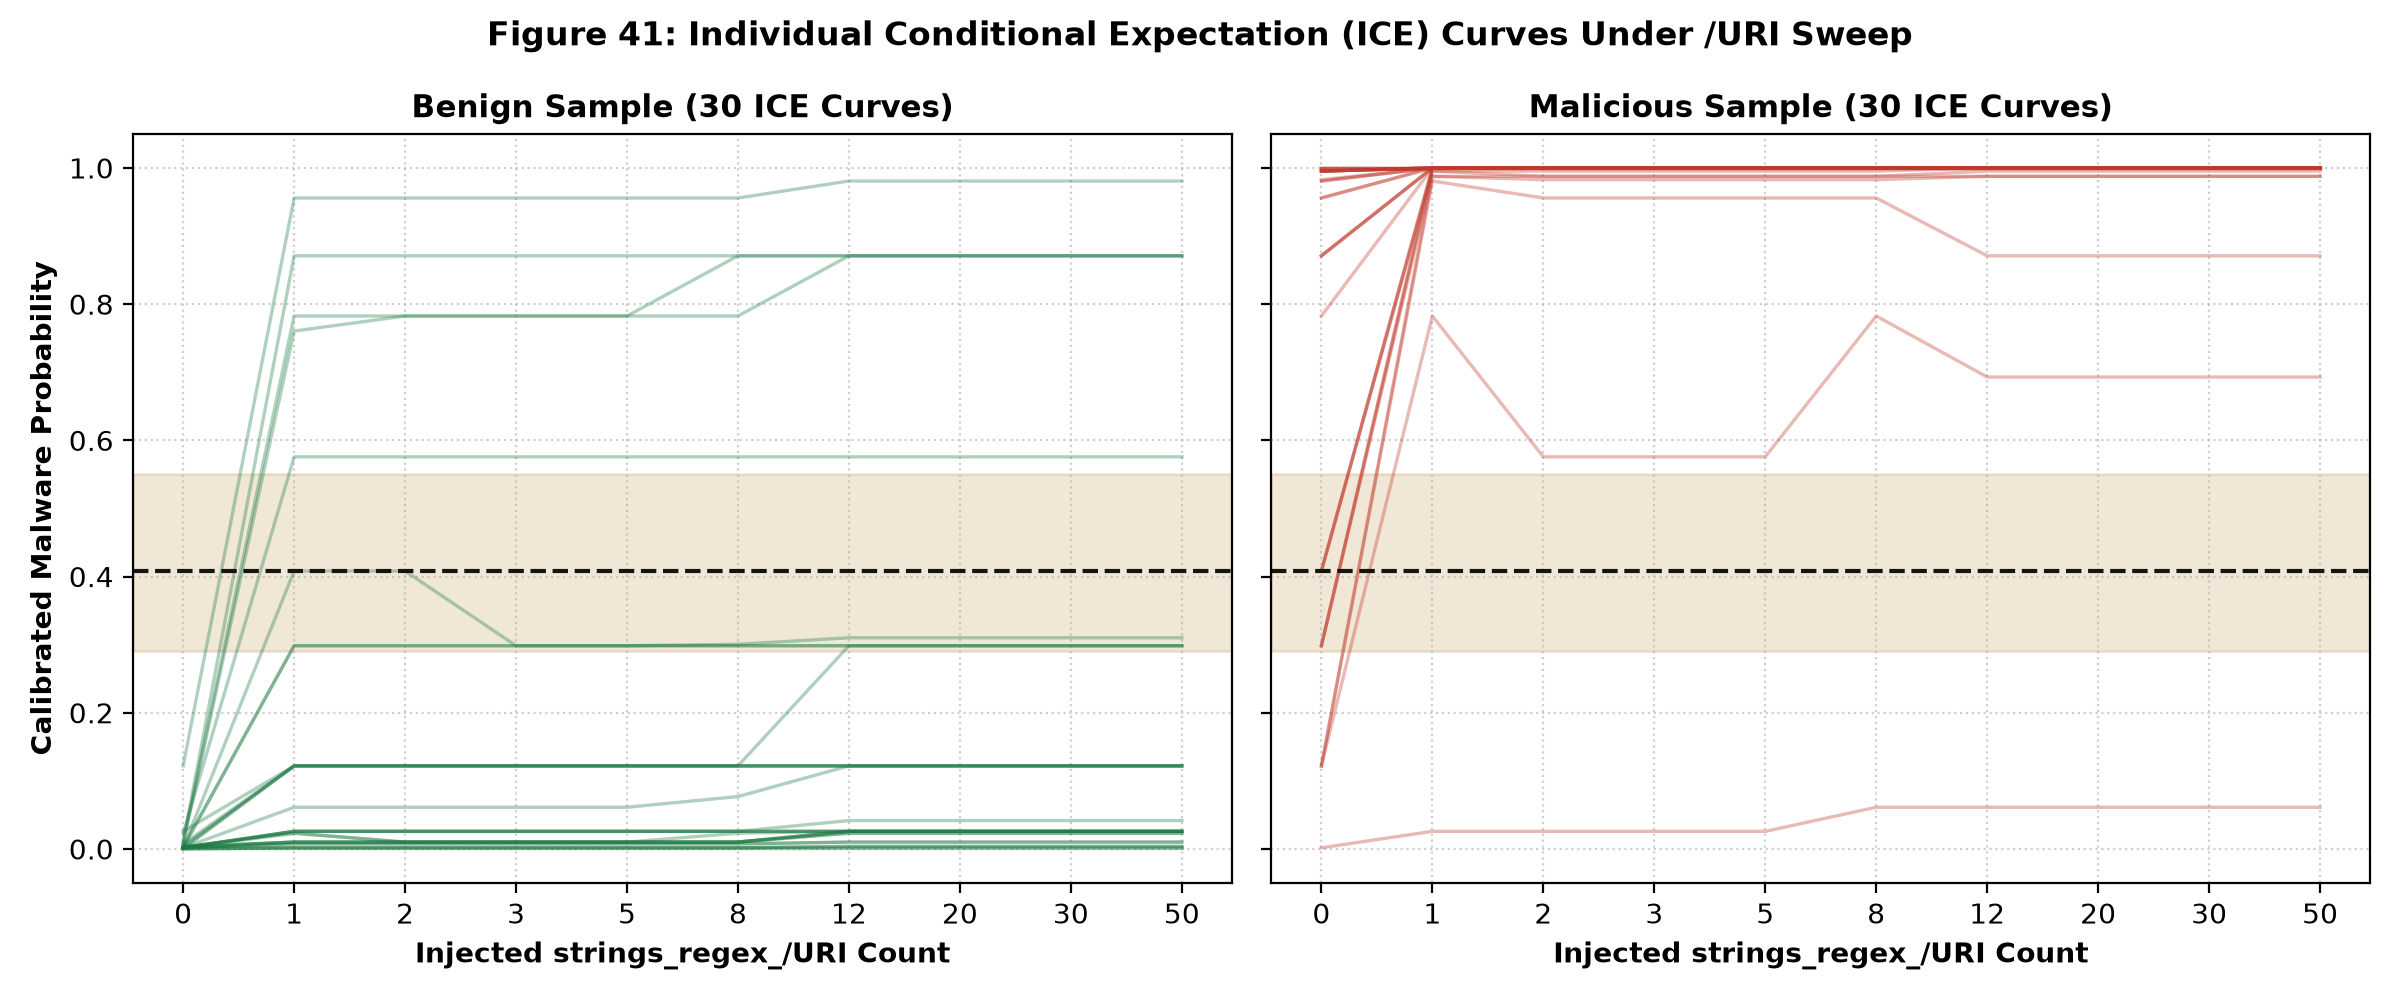 Figure 41: Individual Conditional Expectation (ICE) Curves Under /URI Sweep
Benign Sample (30 ICE Curves)
Malicious Sample (30 ICE Curves)
Calibrated Malware Probability
1.0
0.8
0.6
0.4
0.2
0.0
0 1 2 3 5 8 12 20 30 50
0 1 2 3 5 8 12 20 30 50
Injected strings_regex_/URI Count
Injected strings_regex_/URI Count